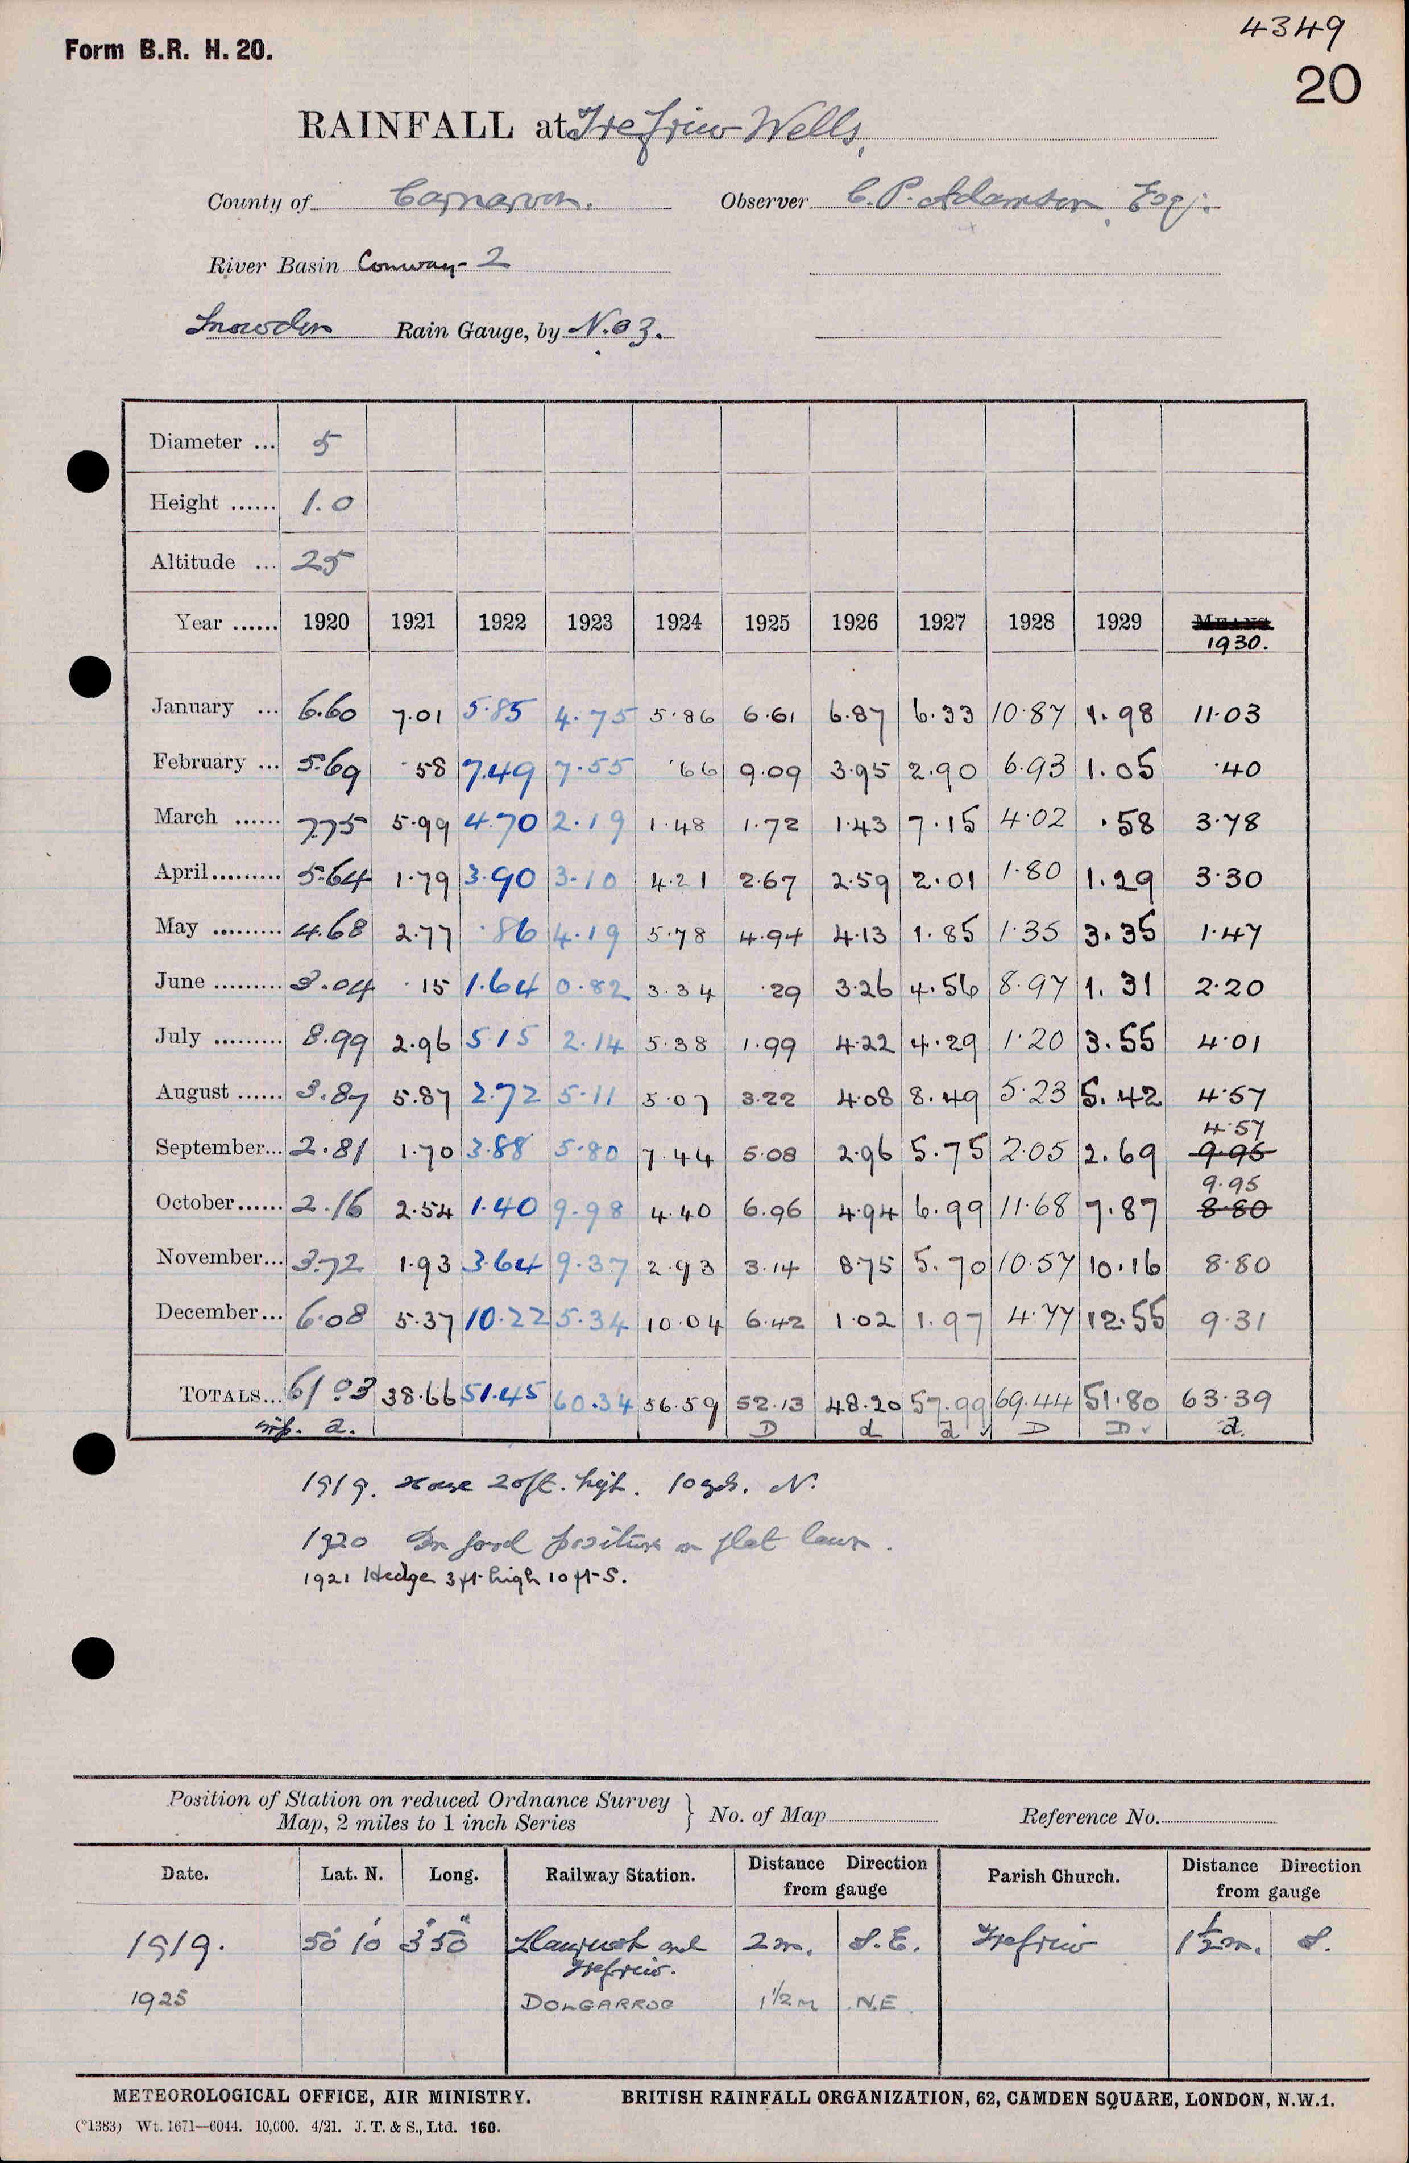 4349
Form B.R. H. 20.
20
RAINFALL at Trefriw Wells,
County of Carnarvon. Observer C. P. Adamson, Esq.
River Basin Conway - 2
Snowdon Rain Gauge, by N. 3.
Diameter ... 5
Height ...... 1.0
Altitude ... 25
Year ...... 1920 1921 1922 1923 1924 1925 1926 1927 1928 1929 MEANS
1930.
January ... 6.60 7.01 5.85 4.75 5.86 6.61 6.87 6.33 10.87 1.98 11.03
February ... 5.69 .58 7.49 7.55 .66 9.09 3.95 2.90 6.93 1.05 .40
March ...... 7.75 5.99 4.70 2.19 1.48 1.72 1.43 7.15 4.02 .58 3.78
April......... 5.64 1.79 3.90 3.10 4.21 2.67 2.59 2.01 1.80 1.29 3.30
May ......... 4.68 2.77 .86 4.19 5.78 4.94 4.13 1.85 1.35 3.35 1.47
June ......... 3.04 .15 1.64 0.82 3.34 .29 3.26 4.56 8.97 1.31 2.20
July ......... 8.99 2.96 5.15 2.14 5.38 1.99 4.22 4.29 1.20 3.55 4.01
August ...... 3.87 5.87 2.72 5.11 5.07 3.22 4.08 8.49 5.23 5.42 4.57
4.57
September... 2.81 1.70 3.88 5.80 7.44 5.08 2.96 5.75 2.05 2.69 9.95
9.95
October...... 2.16 2.54 1.40 9.98 4.40 6.96 4.94 6.99 11.68 7.87 8.80
November... 3.72 1.93 3.64 9.37 2.93 3.14 8.75 5.70 10.57 10.16 8.80
December... 6.08 5.37 10.22 5.34 10.04 6.42 1.02 1.97 4.77 12.55 9.31
TOTALS... 61.03 38.66 51.45 60.34 56.59 52.13 48.20 57.99 69.44 51.80 63.39
a. D d d D D d
1919. House 20ft. high. 10 yds. N.
1920 In good position on flat lawn.
1921 Hedge 3 ft. high 10 ft S.
Position of Station on reduced Ordnance Survey
Map, 2 miles to 1 inch Series } No. of Map Reference No.
Date. Lat. N. Long. Railway Station. Distance Direction from gauge Parish Church. Distance Direction from gauge
1919. 50 10 3 50 Llanrwst and Trefriw. 2 m. S.E. Trefriw 1½ m. S.
1925 DOLGARROG 1½ M N.E.
METEOROLOGICAL OFFICE, AIR MINISTRY. BRITISH RAINFALL ORGANIZATION, 62, CAMDEN SQUARE, LONDON, N.W.1.
(*1383) Wt. 1671—6044. 10,000. 4/21. J. T. & S., Ltd. 160.